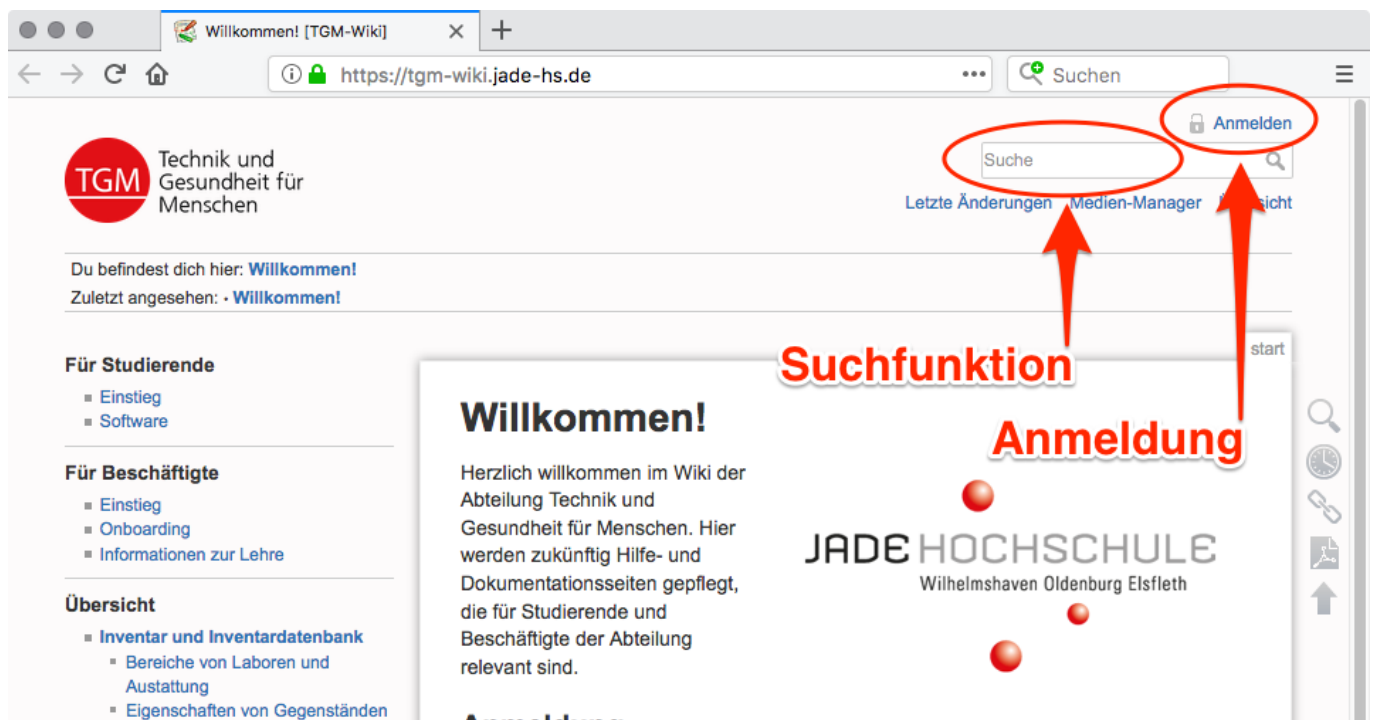 Willkommen! [TGM-Wiki]
https://tgm-wiki.jade-hs.de
Suchen
Anmelden
TGM
Technik und
Gesundheit für
Menschen
Suche
Letzte Änderungen Medien-Manager
Du befindest dich hier: Willkommen!
Zuletzt angesehen: • Willkommen!
start
Suchfunktion
Anmeldung
Für Studierende
Einstieg
Software
Für Beschäftigte
Einstieg
Onboarding
Informationen zur Lehre
Übersicht
Inventar und Inventardatenbank
Bereiche von Laboren und
Austattung
Eigenschaften von Gegenständen
Willkommen!
Herzlich willkommen im Wiki der
Abteilung Technik und
Gesundheit für Menschen. Hier
werden zukünftig Hilfe- und
Dokumentationsseiten gepflegt,
die für Studierende und
Beschäftigte der Abteilung
relevant sind.
JADE HOCHSCHULE
Wilhelmshaven Oldenburg Elsfleth